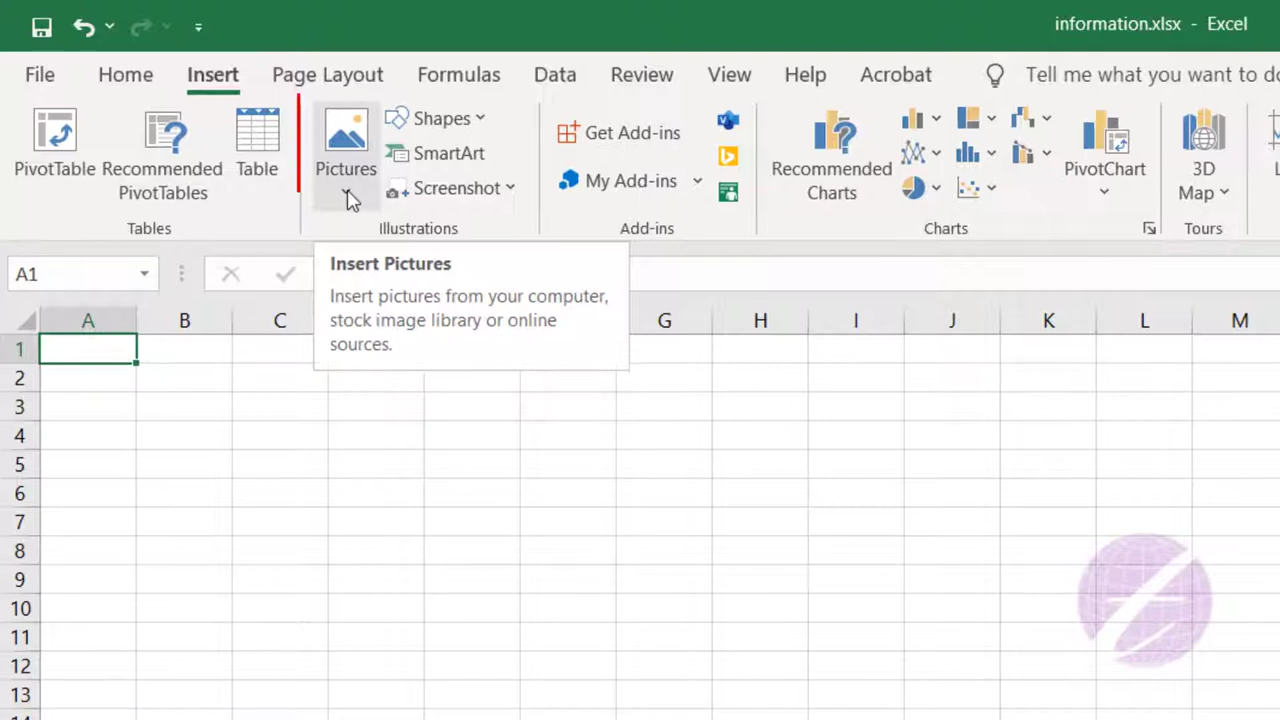 information.xlsx - Excel
File Home Insert Page Layout Formulas Data Review View Help Acrobat Tell me what you want to do
PivotTable
Recommended
PivotTables
Table
Tables
Pictures
Shapes
SmartArt
Screenshot
Illustrations
Get Add-ins
My Add-ins
Add-ins
Recommended
Charts
PivotChart
Charts
3D
Map
Tours
A1
Insert Pictures
Insert pictures from your computer,
stock image library or online
sources.
A B C G H I J K L M
1
2
3
4
5
6
7
8
9
10
11
12
13